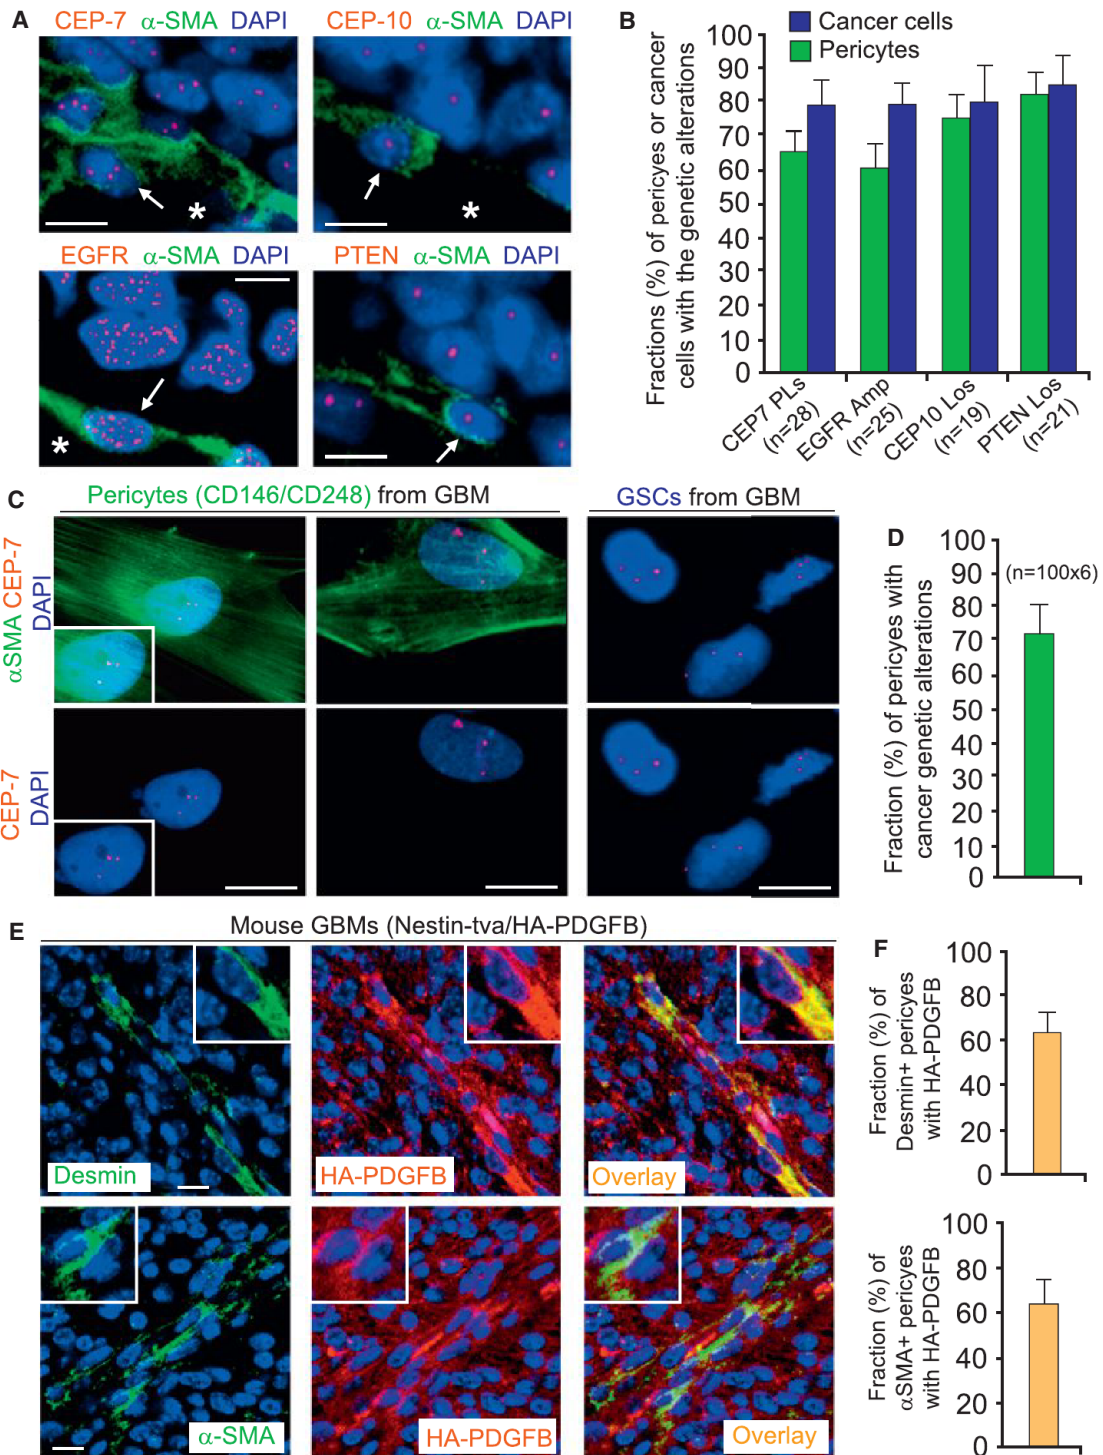 A
CEP-7 α-SMA DAPI
CEP-10 α-SMA DAPI
*
*
EGFR α-SMA DAPI
PTEN α-SMA DAPI
*
B
Cancer cells
Pericytes
Fractions (%) of pericyes or cancer
cells with the genetic alterations
100
90
80
70
60
50
40
30
20
10
0
CEP7 PLs
(n=28)
EGFR Amp
(n=25)
CEP10 Los
(n=19)
PTEN Los
(n=21)
C
Pericytes (CD146/CD248) from GBM
GSCs from GBM
αSMA CEP-7
DAPI
CEP-7
DAPI
D
Fraction (%) of pericyes with
cancer genetic alterations
100
90
80
70
60
50
40
30
20
10
0
(n=100x6)
E
Mouse GBMs (Nestin-tva/HA-PDGFB)
Desmin
HA-PDGFB
Overlay
α-SMA
HA-PDGFB
Overlay
F
Fraction (%) of
Desmin+ pericyes
with HA-PDGFB
100
80
60
40
20
0
Fraction (%) of
αSMA+ pericyes
with HA-PDGFB
100
80
60
40
20
0